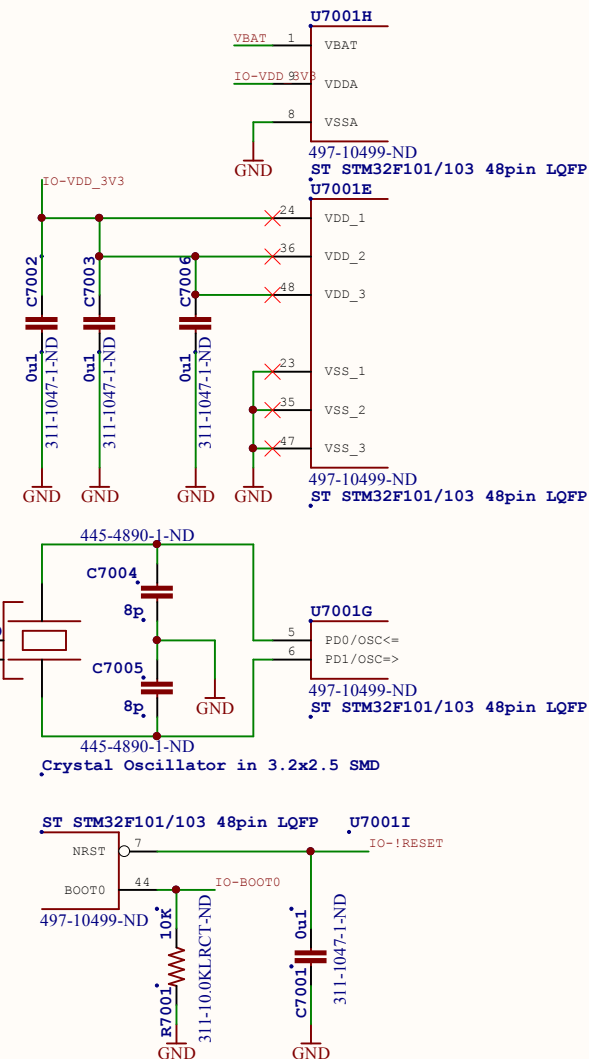 U7001H
VBAT 1 VBAT
IO-VDD_3V3 9 VDDA
8 VSSA
GND
497-10499-ND
ST STM32F101/103 48pin LQFP
U7001E
IO-VDD_3V3
24 VDD_1
36 VDD_2
48 VDD_3
C7002
0u1
311-1047-1-ND
C7003
0u1
311-1047-1-ND
C7006
0u1
311-1047-1-ND
23 VSS_1
35 VSS_2
47 VSS_3
GND GND GND GND
497-10499-ND
ST STM32F101/103 48pin LQFP
445-4890-1-ND
C7004
8p
U7001G
5 PD0/OSC<=
6 PD1/OSC=>
C7005
8p
GND
497-10499-ND
ST STM32F101/103 48pin LQFP
445-4890-1-ND
Crystal Oscillator in 3.2x2.5 SMD
ST STM32F101/103 48pin LQFP U7001I
NRST 7 IO-!RESET
BOOT0 44 IO-BOOT0
497-10499-ND
10K
R7001
311-10.0KLRCT-ND
0u1
C7001
311-1047-1-ND
GND GND